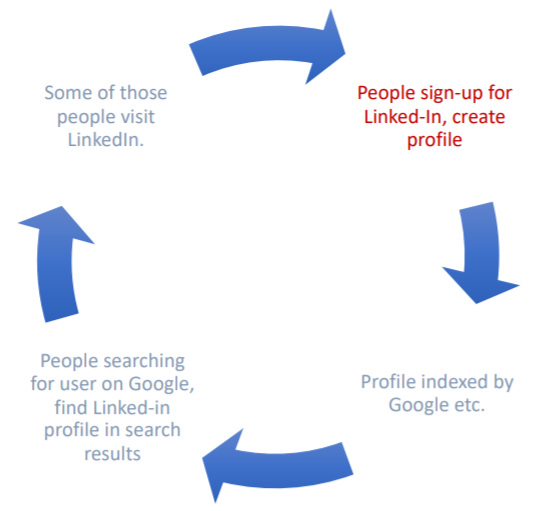 Some of those
people visit
LinkedIn.
People sign-up for
Linked-In, create
profile
People searching
for user on Google,
find Linked-in
profile in search
results
Profile indexed by
Google etc.